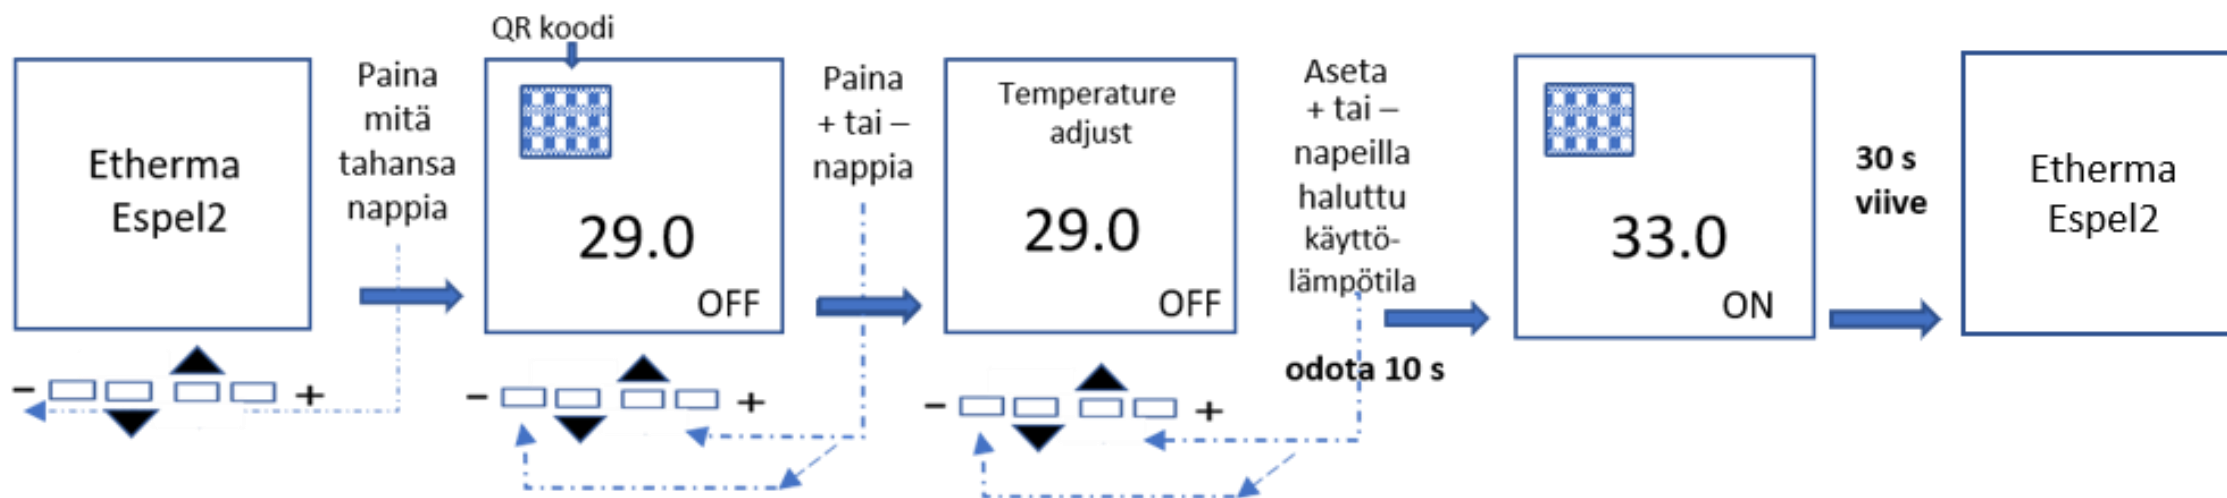 QR koodi
Etherma
Espel2
Paina
mitä
tahansa
nappia
29.0
OFF
Paina
+ tai –
nappia
Temperature
adjust
29.0
OFF
Aseta
+ tai –
napeilla
haluttu
käyttö-
lämpötila
odota 10 s
33.0
ON
30 s
viive
Etherma
Espel2
- +
- +
- +